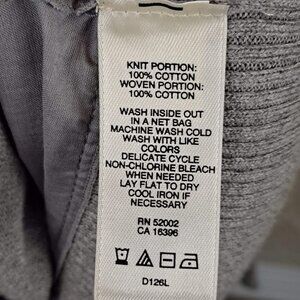 KNIT PORTION:
100% COTTON
WOVEN PORTION:
100% COTTON
WASH INSIDE OUT
IN A NET BAG
MACHINE WASH COLD
WASH WITH LIKE
COLORS
DELICATE CYCLE
NON-CHLORINE BLEACH
WHEN NEEDED
LAY FLAT TO DRY
COOL IRON IF
NECESSARY
RN 52002
CA 16396
D126L